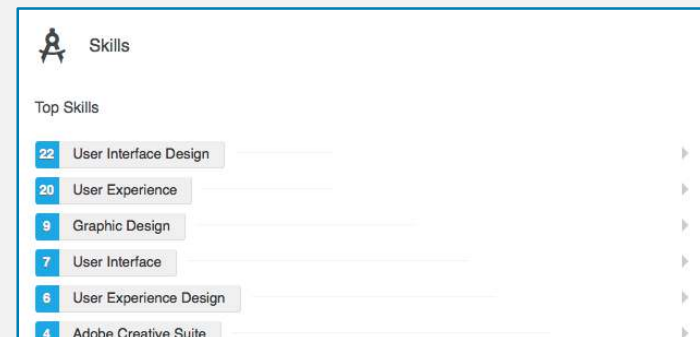 Skills
Top Skills
22 User Interface Design
20 User Experience
9 Graphic Design
7 User Interface
6 User Experience Design
4 Adobe Creative Suite